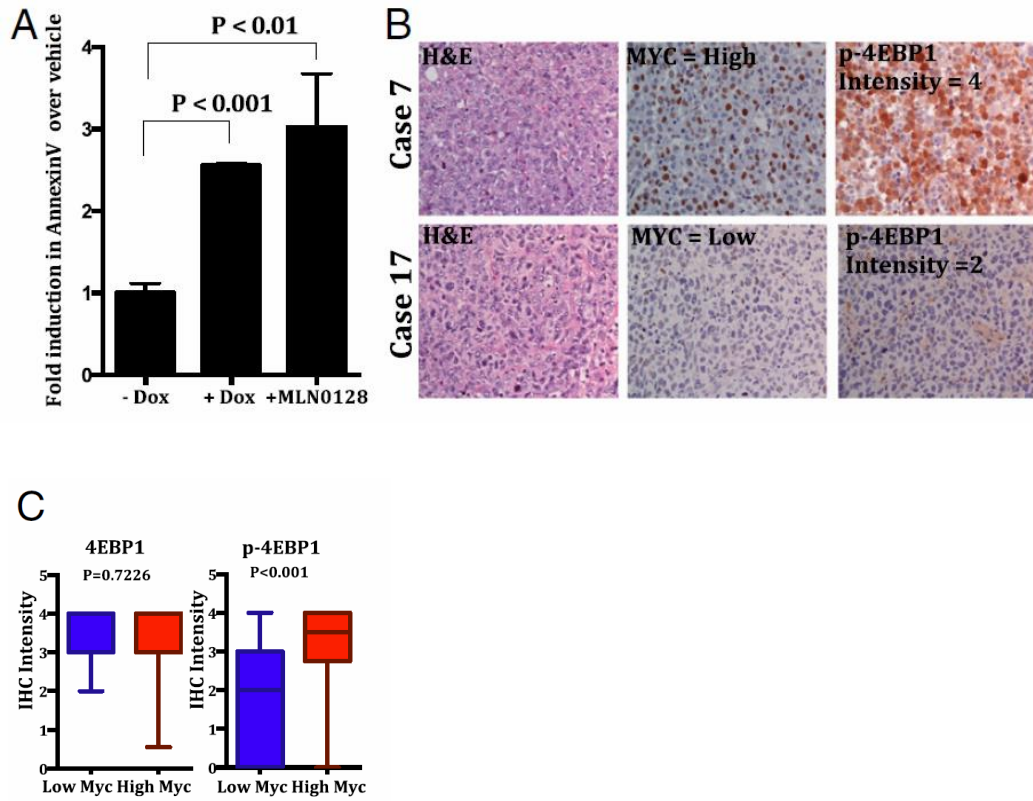 A
Fold induction in AnnexinV over vehicle
4
3
2
1
0
P < 0.01
P < 0.001
- Dox
+ Dox
+MLN0128
B
Case 7
H&E
MYC = High
p-4EBP1
Intensity = 4
Case 17
H&E
MYC = Low
p-4EBP1
Intensity =2
C
4EBP1
P=0.7226
IHC Intensity
5
4
3
2
1
0
Low Myc
High Myc
p-4EBP1
P<0.001
IHC Intensity
5
4
3
2
1
0
Low Myc
High Myc